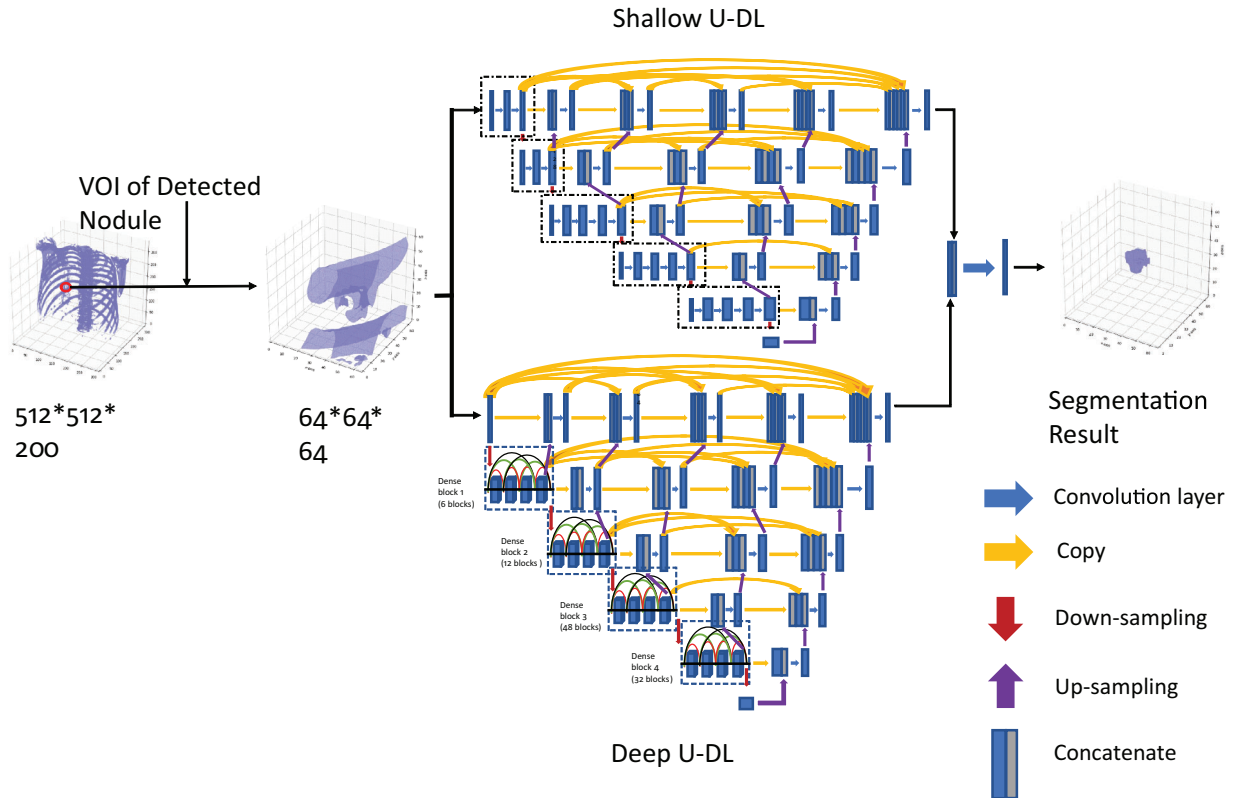 Shallow U-DL
VOI of Detected
Nodule
512*512*
200
64*64*
64
Dense
block 1
(6 blocks)
Dense
block 2
(12 blocks )
Dense
block 3
(48 blocks)
Dense
block 4
(32 blocks)
Deep U-DL
Segmentation
Result
Convolution layer
Copy
Down-sampling
Up-sampling
Concatenate